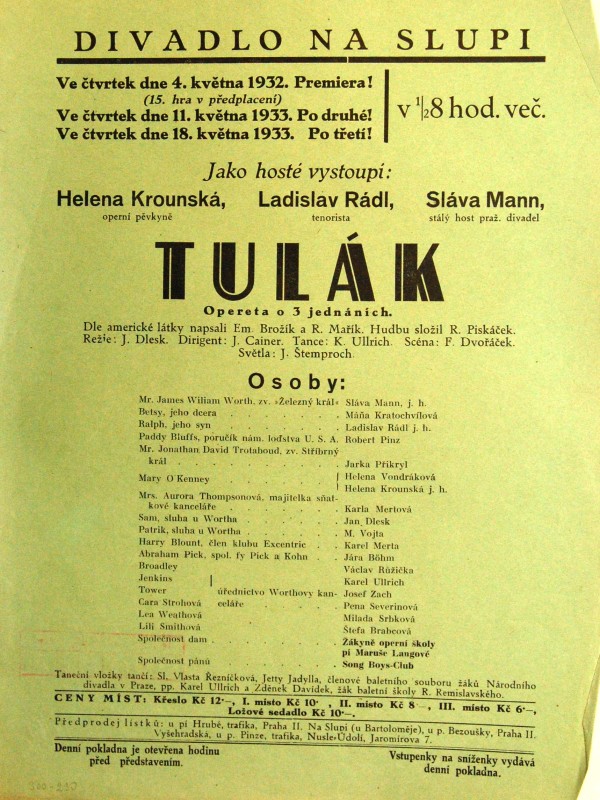 DIVADLO NA SLUPI
Ve čtvrtek dne 4. května 1932. Premiera!
(15. hra v předplacení)
Ve čtvrtek dne 11. května 1933. Po druhé!
Ve čtvrtek dne 18. května 1933. Po třetí!
v 1/2 8 hod. več.
Jako hosté vystoupí:
Helena Krounská, Ladislav Rádl, Sláva Mann,
operní pěvkyně tenorista stálý host praž. divadel
TULÁK
Opereta o 3 jednáních.
Dle americké látky napsali Em. Brožík a R. Mařík. Hudbu složil R. Piskáček.
Režie: J. Dlesk. Dirigent: J. Cainer. Tance: K. Ullrich. Scéna: F. Dvořáček.
Světla: J. Štemproch.
Osoby:
Mr. James Wiliam Worth, zv. »Železný král« Sláva Mann, j. h.
Betsy, jeho dcera . . . . . . . Máňa Kratochvílová
Ralph, jeho syn . . . . . . . Ladislav Rádl j. h.
Paddy Bluffs, poručík nám. loďstva U. S. A. Robert Pinz
Mr. Jonathan David Trotahoud, zv. Stříbrný
král . . . . . . . . . Jarka Přikryl
Mary O'Kenney . . . . . . . Helena Vondráková
Helena Krounská j. h.
Mrs. Aurora Thompsonová, majitelka sňat-
kové kanceláře . . . . . . . Karla Mertová
Sam, sluha u Wortha . . . . . Jan Dlesk
Patrik, sluha u Wortha . . . . . M. Vojta
Harry Blount, člen klubu Excentric . . Karel Merta
Abraham Pick, spol. fy Pick a Kohn . . Jára Böhm
Broadley Václav Růžička
Jenkins Karel Ullrich
Tower úřednictvo Worthovy kan- Josef Zach
Cara Strohová celáře . . . . . Pena Severinová
Lea Weathová Milada Srbková
Lili Smithová Štefa Brabcová
Společnost dam . . . . . . . Žákyně operní školy
pí Maruše Laugové
Společnost pánů . . . . . . . Song Boys-Club
Taneční vložky tančí: Sl. Vlasta Řezníčková, Jetty Jadylla, členové baletního souboru žáků Národního
divadla v Praze, pp. Karel Ullrich a Zdeněk Davídek, žák baletní školy R. Remislavského.
CENY MÍST: Křeslo Kč 12·—, I. místo Kč 10·— II. místo Kč 8·—, III. místo Kč 6·—,
Ložové sedadlo Kč 10·—.
Předprodej lístků: u pí Hrubé, trafika, Praha II. Na Slupi (u Bartoloměje), u p. Bezoušky, Praha II.
Vyšehradská, u p. Pinze, trafika, Nusle-Údolí, Jaromírova 7.
Denní pokladna je otevřena hodinu
před představením.
Vstupenky na sníženky vydává
denní pokladna.